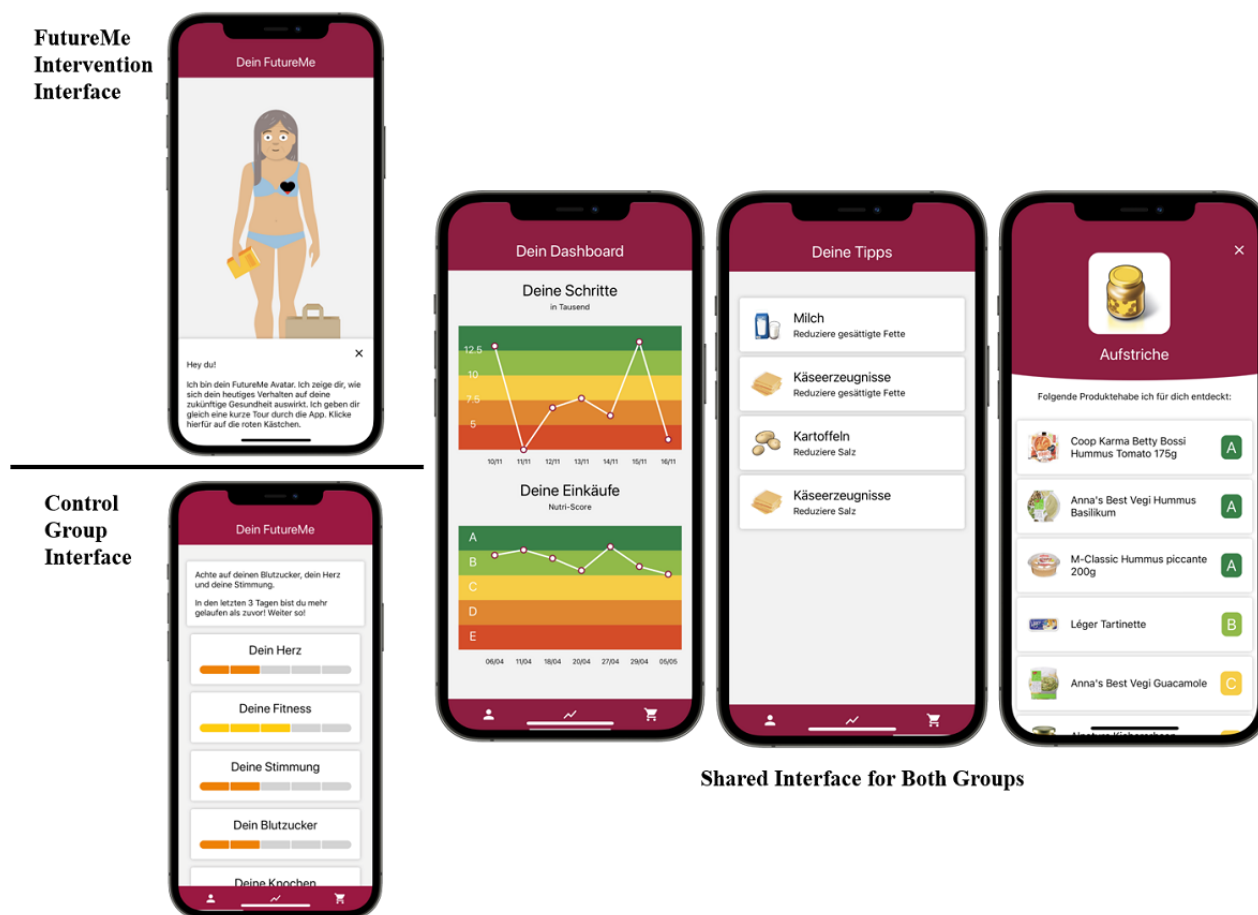 FutureMe
Intervention
Interface
Dein FutureMe
Hey du!
Ich bin dein FutureMe Avatar. Ich zeige dir, wie
sich dein heutiges Verhalten auf deine
zukünftige Gesundheit auswirkt. Ich geben dir
gleich eine kurze Tour durch die App. Klicke
hierfür auf die roten Kästchen.
Control
Group
Interface
Dein FutureMe
Achte auf deinen Blutzucker, dein Herz
und deine Stimmung.
In den letzten 3 Tagen bist du mehr
gelaufen als zuvor! Weiter so!
Dein Herz
Deine Fitness
Deine Stimmung
Dein Blutzucker
Deine Knochen
Dein Dashboard
Deine Schritte
in Tausend
12.5
10
7.5
5
10/11 11/11 12/11 13/11 14/11 15/11 16/11
Deine Einkäufe
Nutri-Score
A
B
C
D
E
06/04 11/04 18/04 20/04 27/04 29/04 05/05
Deine Tipps
Milch
Reduziere gesättigte Fette
Käseerzeugnisse
Reduziere gesättigte Fette
Kartoffeln
Reduziere Salz
Käseerzeugnisse
Reduziere Salz
Aufstriche
Folgende Produktehabe ich für dich entdeckt:
Coop Karma Betty Bossi
Hummus Tomato 175g
A
Anna's Best Vegi Hummus
Basilikum
A
M-Classic Hummus piccante
200g
A
Léger Tartinette
B
Anna's Best Vegi Guacamole
C
Shared Interface for Both Groups